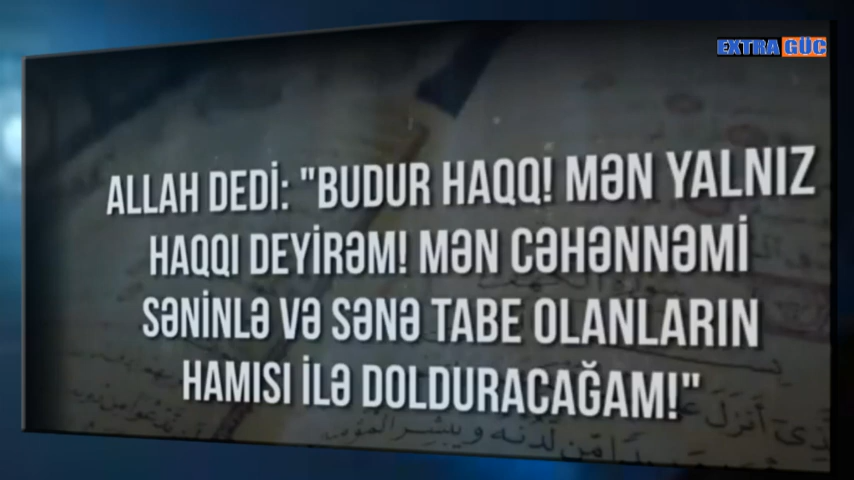 EXTRA GÜC
ALLAH DEDİ: "BUDUR HAQQ! MƏN YALNIZ
HAQQI DEYİRƏM! MƏN CƏHƏNNƏMİ
SƏNİNLƏ VƏ SƏNƏ TABE OLANLARIN
HAMISI İLƏ DOLDURACAĞAM!"